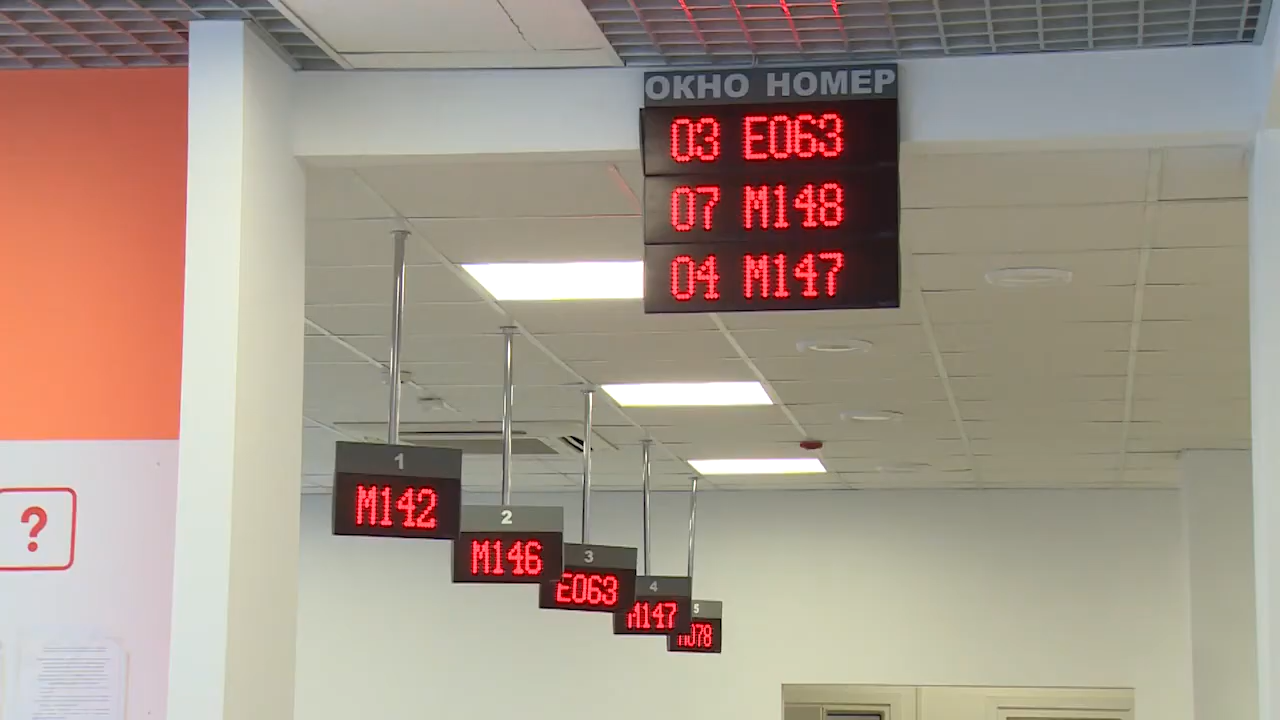 ОКНО НОМЕР
03 Е063
07 М148
04 М147
1
М142
2
М146
3
Е063
4
М147
5
?